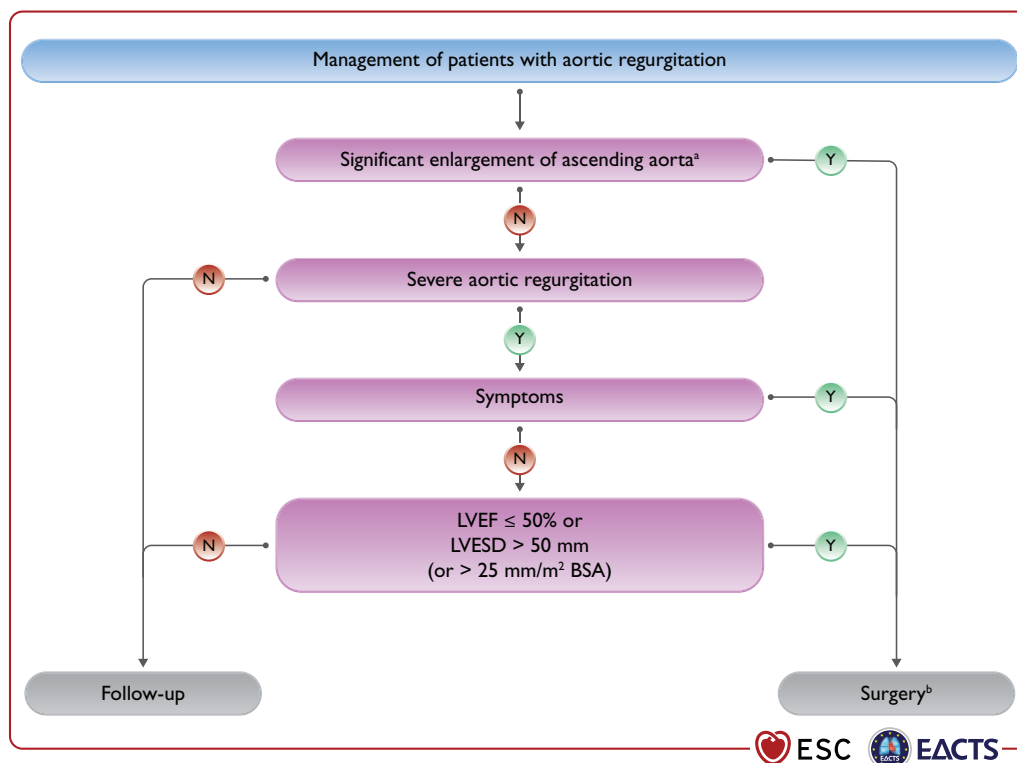 Management of patients with aortic regurgitation
Significant enlargement of ascending aortaᵃ
Y
N
Severe aortic regurgitation
N
Y
Symptoms
Y
N
LVEF ≤ 50% or
LVESD > 50 mm
(or > 25 mm/m² BSA)
N
Y
Follow-up
Surgeryᵇ
ESC
EACTS
EACTS